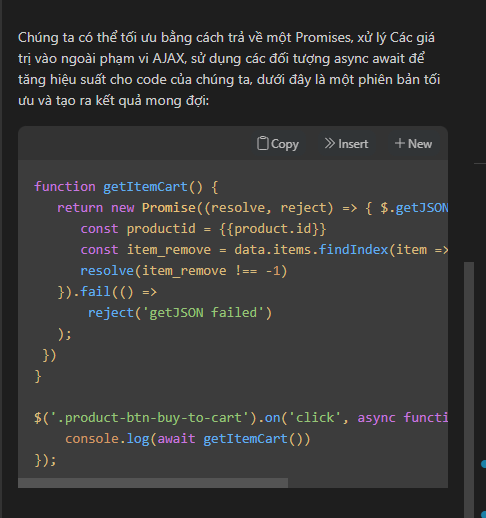 Chúng ta có thể tối ưu bằng cách trả về một Promises, xử lý Các giá
trị vào ngoài phạm vi AJAX, sử dụng các đối tượng async await để
tăng hiệu suất cho code của chúng ta, dưới đây là một phiên bản tối
ưu và tạo ra kết quả mong đợi:
Copy Insert New
function getItemCart() {
return new Promise((resolve, reject) => { $.getJSON
const productid = {{product.id}}
const item_remove = data.items.findIndex(item =>
resolve(item_remove !== -1)
}).fail(() =>
reject('getJSON failed')
);
})
}
$('.product-btn-buy-to-cart').on('click', async functi
console.log(await getItemCart())
});